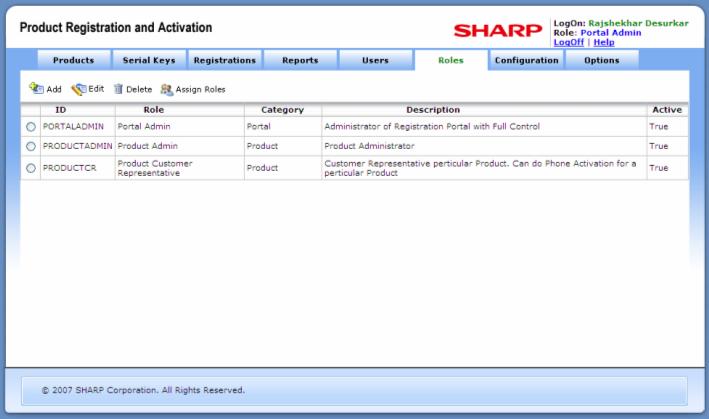 Product Registration and Activation
SHARP
LogOn: Rajshekhar Desurkar
Role: Portal Admin
LogOff | Help
Products Serial Keys Registrations Reports Users Roles Configuration Options
Add Edit Delete Assign Roles
ID Role Category Description Active
PORTALADMIN Portal Admin Portal Administrator of Registration Portal with Full Control True
PRODUCTADMIN Product Admin Product Product Administrator True
PRODUCTCR Product Customer Representative Product Customer Representative perticular Product. Can do Phone Activation for a perticular Product True
© 2007 SHARP Corporation. All Rights Reserved.